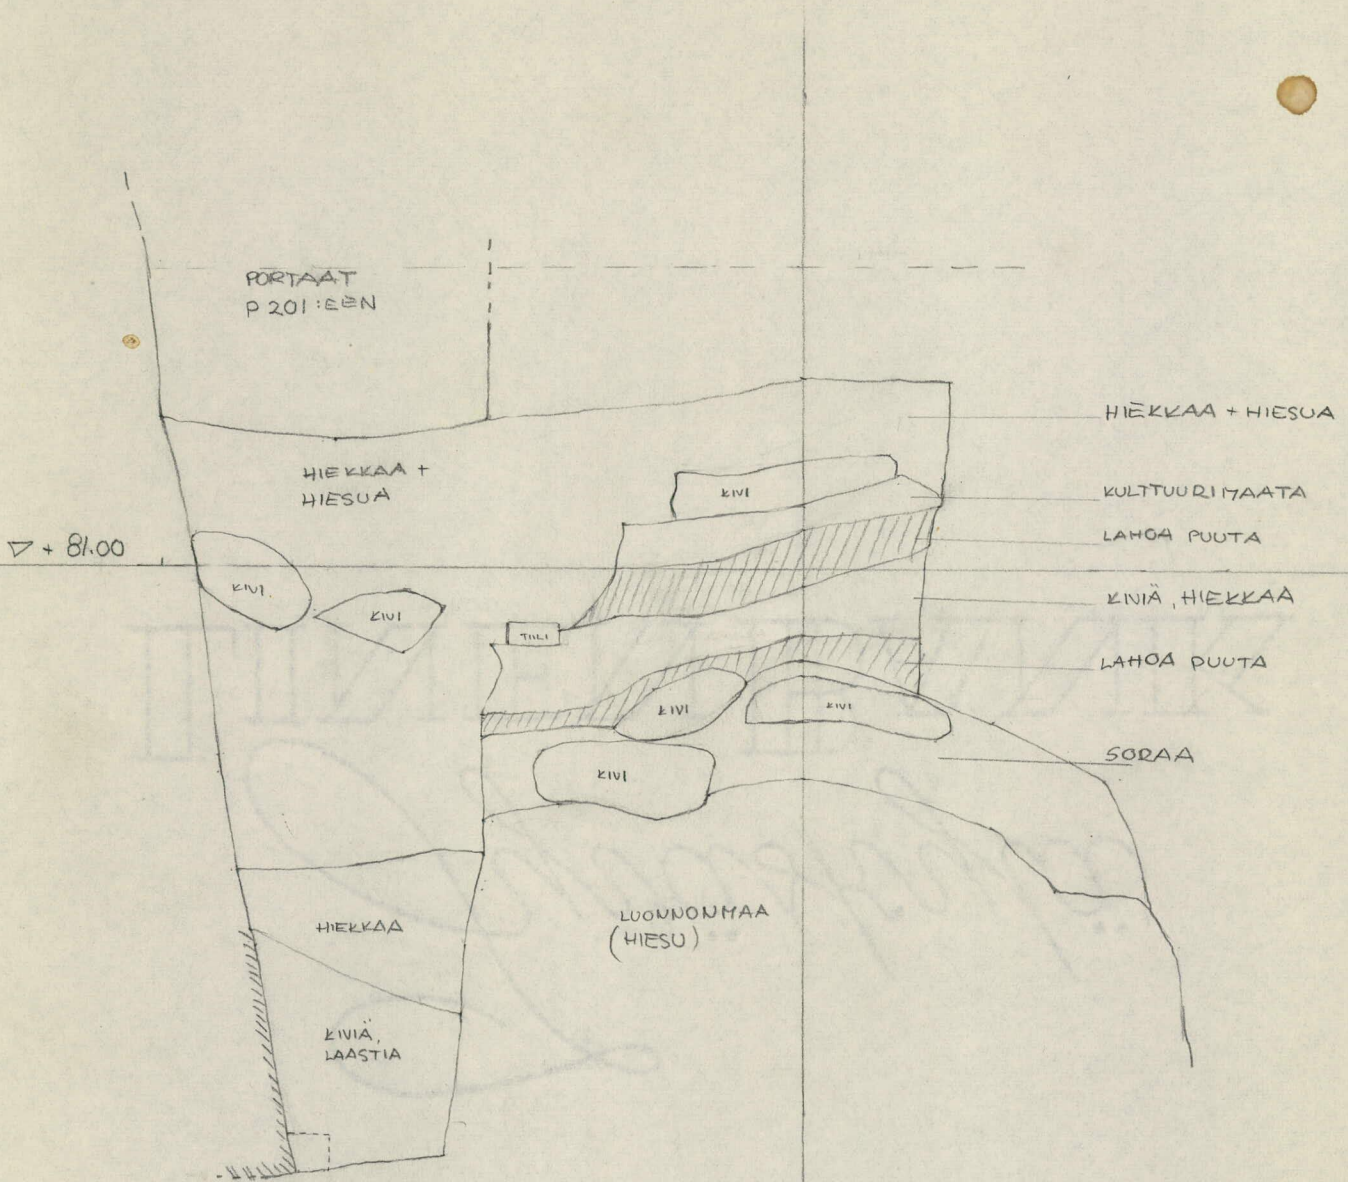 PORTAAT
P 201:EEN
HIEKKAA + HIESUA
HIEKKAA +
HIESUA
KIVI
KULTTUURIMAATA
LAHOA PUUTA
▽ + 81.00
KIVI
KIVI
KIVIÄ, HIEKKAA
TIILI
LAHOA PUUTA
KIVI
KIVI
SORAA
KIVI
HIEKKAA
LUONNONMAA
(HIESU)
KIVIÄ,
LAASTIA